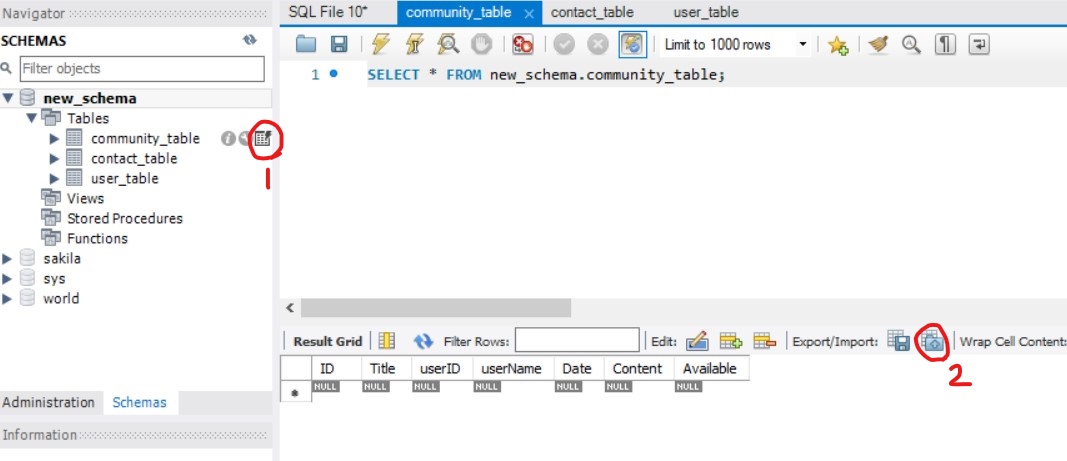 Navigator
SCHEMAS
Filter objects
new_schema
Tables
community_table
contact_table
user_table
Views
Stored Procedures
Functions
sakila
sys
world
Administration Schemas
Information
1
SQL File 10* community_table contact_table user_table
Limit to 1000 rows
1 SELECT * FROM new_schema.community_table;
Result Grid Filter Rows: Edit: Export/Import: Wrap Cell Content:
2
ID Title userID userName Date Content Available
* NULL NULL NULL NULL NULL NULL NULL